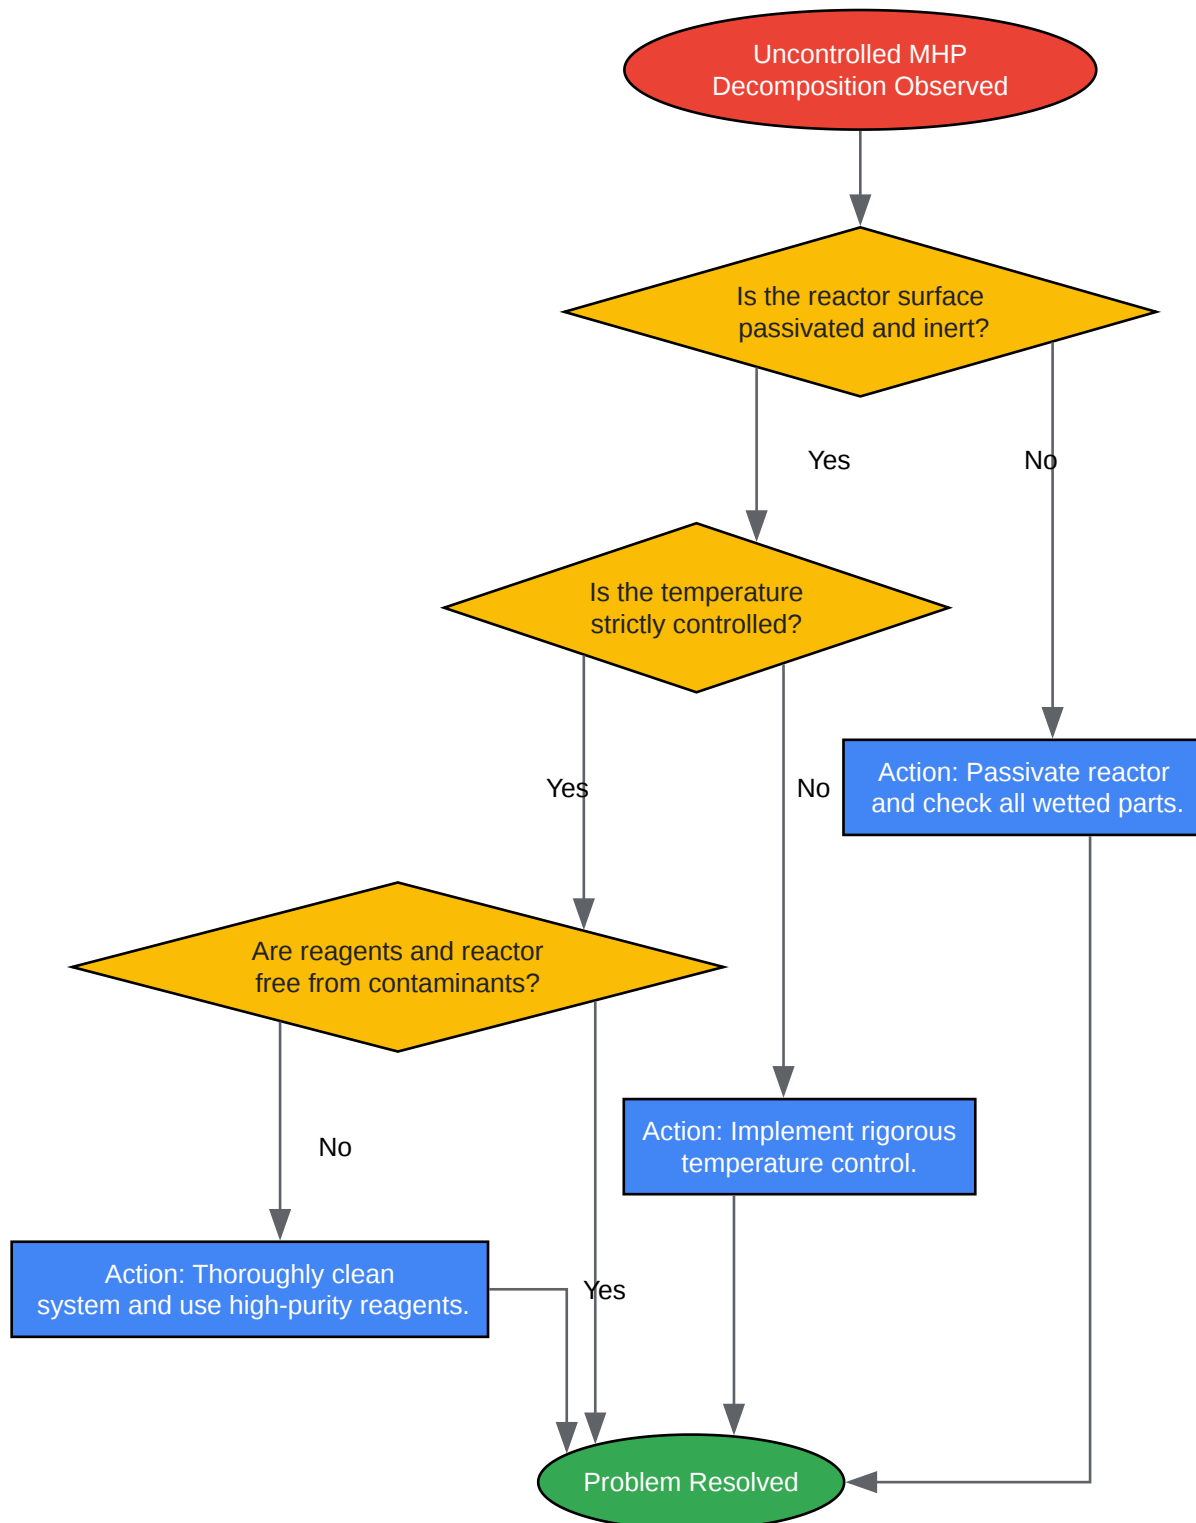 Uncontrolled MHP
Decomposition Observed
Is the reactor surface
passivated and inert?
Yes
No
Is the temperature
strictly controlled?
Action: Passivate reactor
and check all wetted parts.
Yes
No
Are reagents and reactor
free from contaminants?
Action: Implement rigorous
temperature control.
No
Action: Thoroughly clean
system and use high-purity reagents.
Yes
Problem Resolved